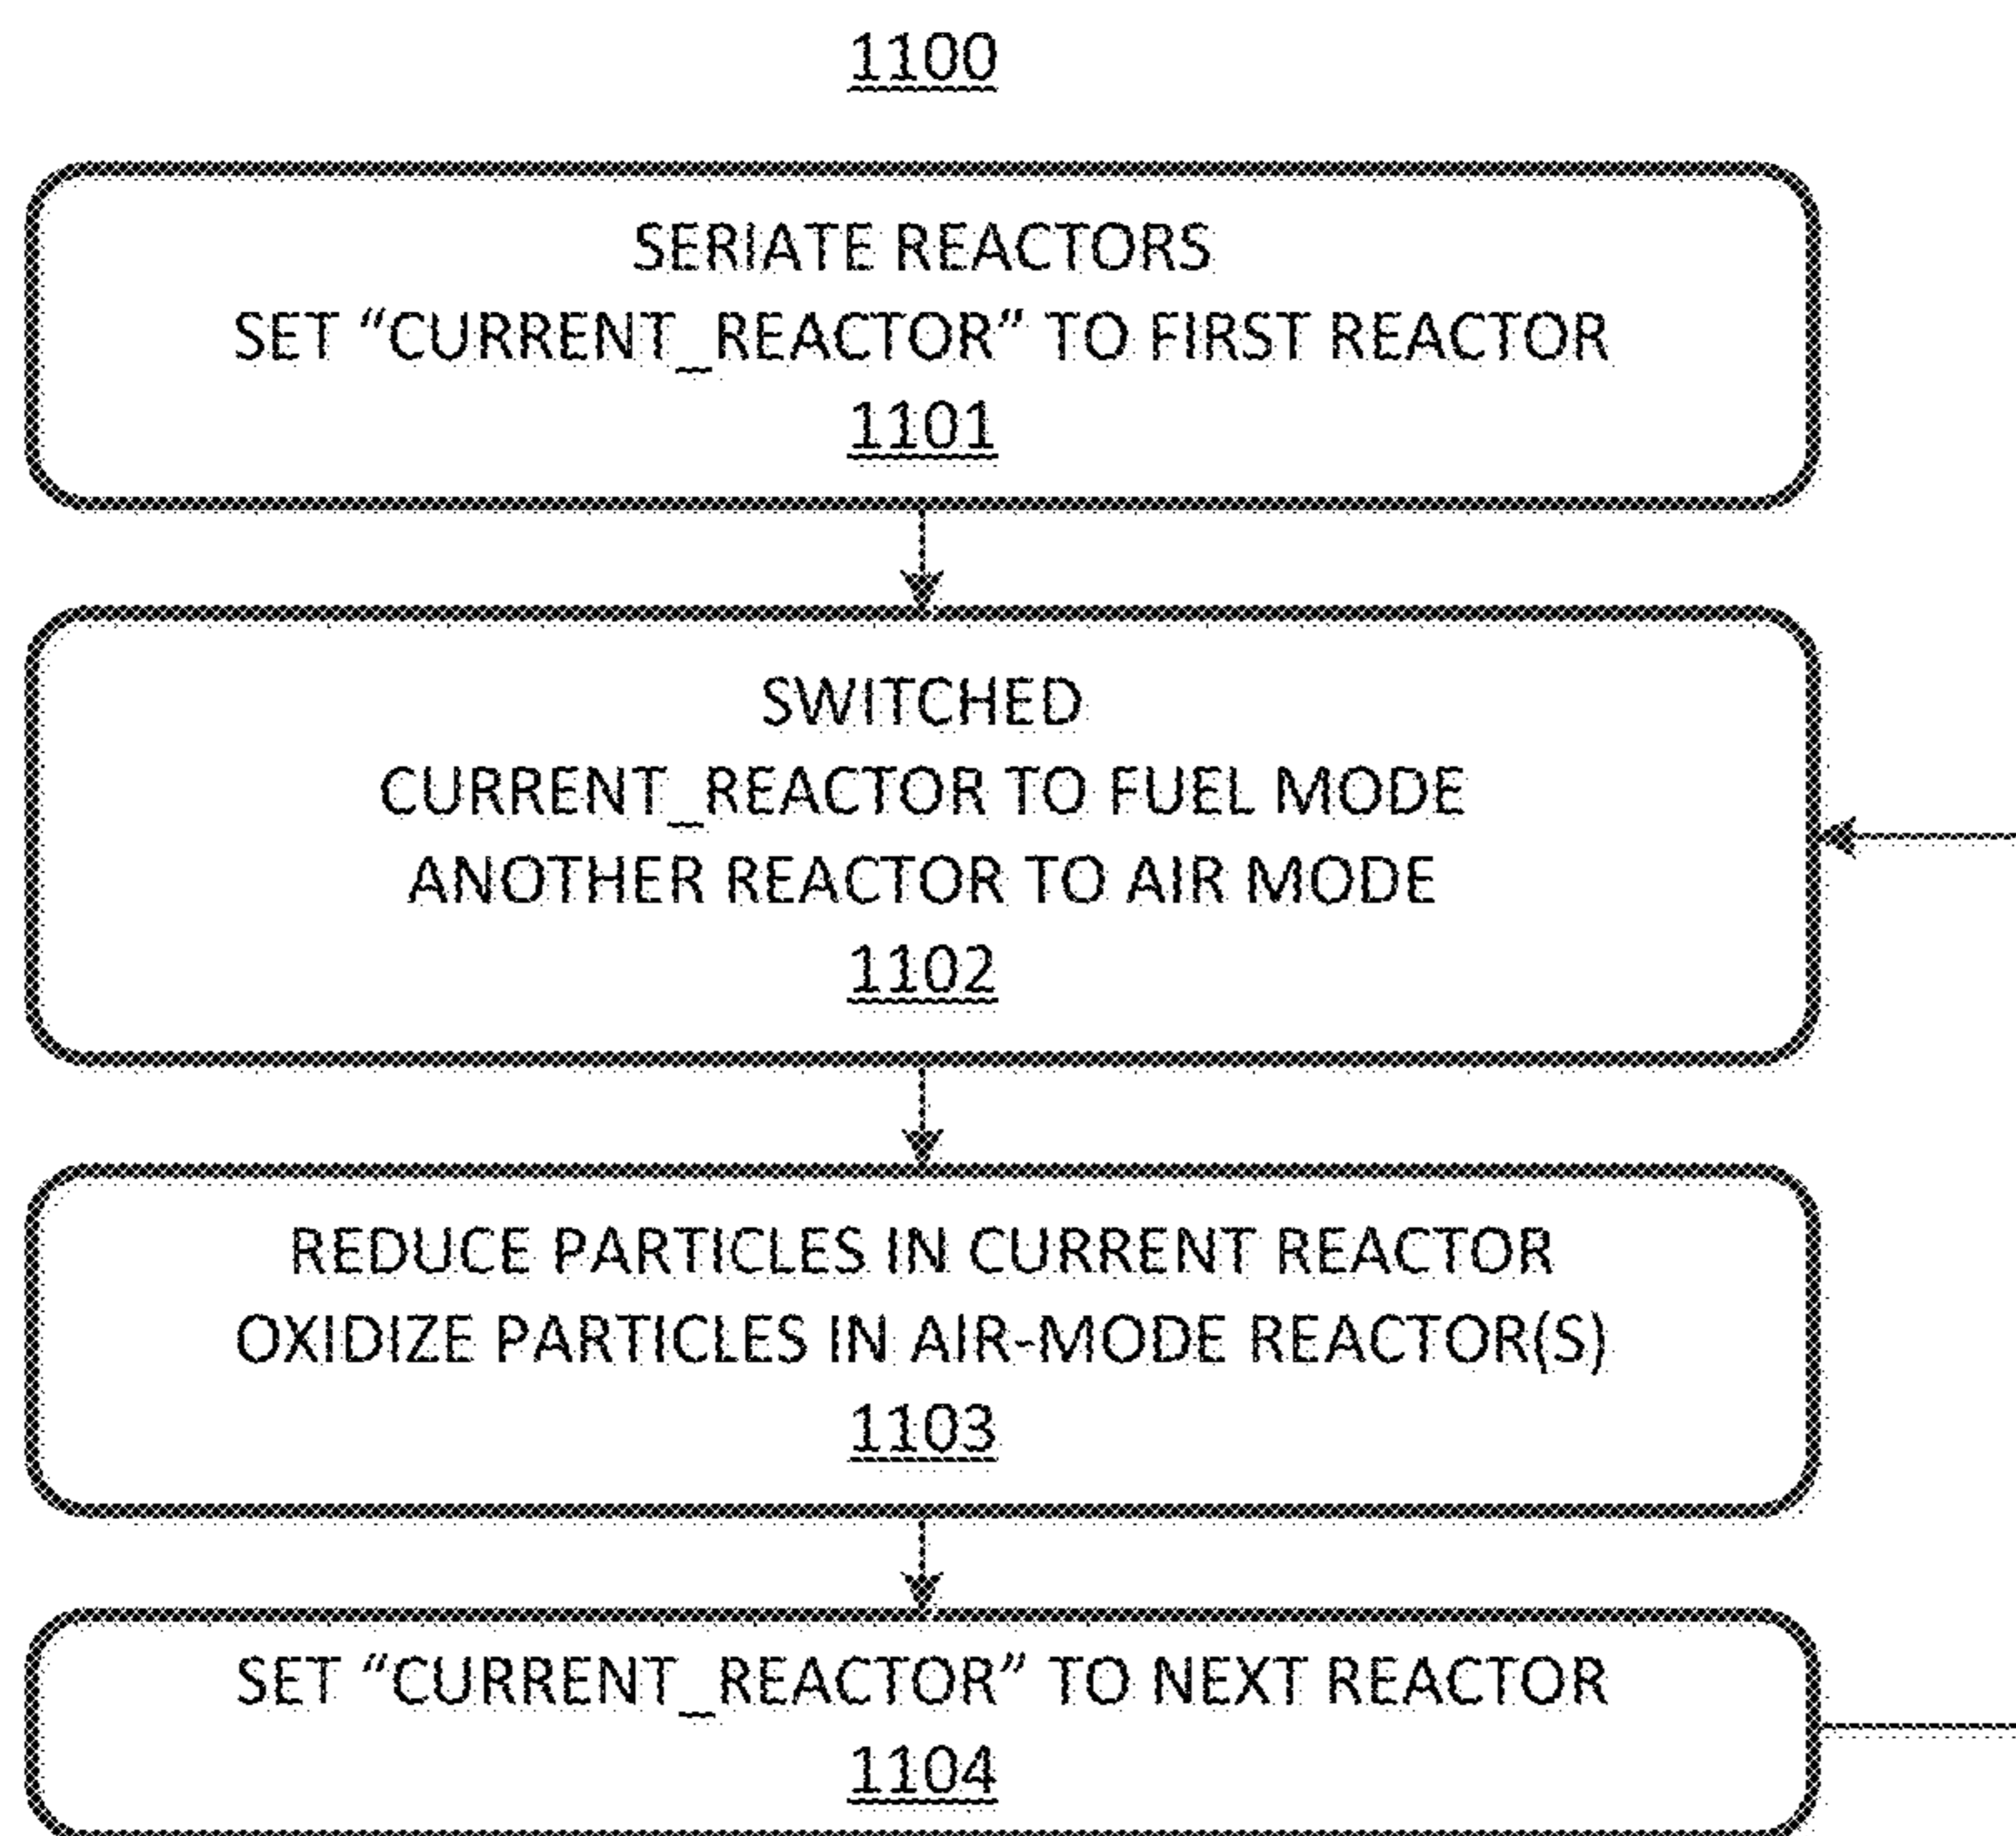 1100
SERIATE REACTORS
SET “CURRENT_REACTOR” TO FIRST REACTOR
1101
SWITCHED
CURRENT_REACTOR TO FUEL MODE
ANOTHER REACTOR TO AIR MODE
1102
REDUCE PARTICLES IN CURRENT REACTOR
OXIDIZE PARTICLES IN AIR-MODE REACTOR(S)
1103
SET “CURRENT_REACTOR” TO NEXT REACTOR
1104